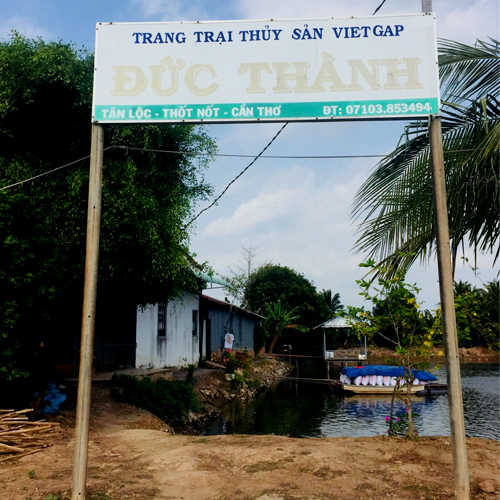 TRANG TRẠI THỦY SẢN VIETGAP
ĐỨC THÀNH
TÂN LỘC - THỐT NỐT - CẦN THƠ ĐT: 07103.853494